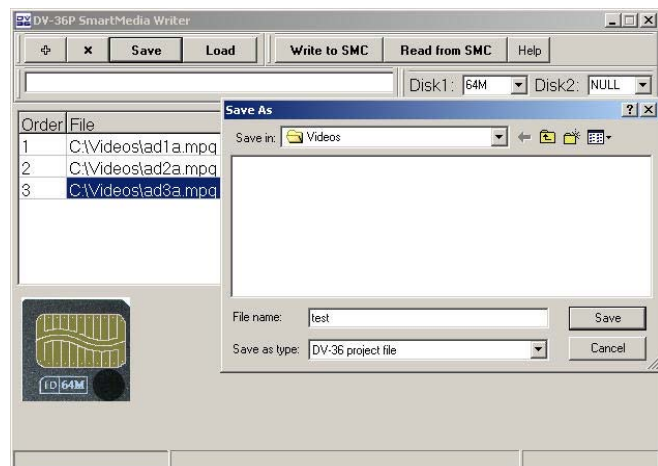 DV-36P SmartMedia Writer
Save Load Write to SMC Read from SMC Help
Disk1: 64M Disk2: NULL
Save As
Save in: Videos
Order File
1 C:\Videos\ad1a.mpg
2 C:\Videos\ad2a.mpg
3 C:\Videos\ad3a.mpg
File name: test Save
Save as type: DV-36 project file Cancel
ID 64M